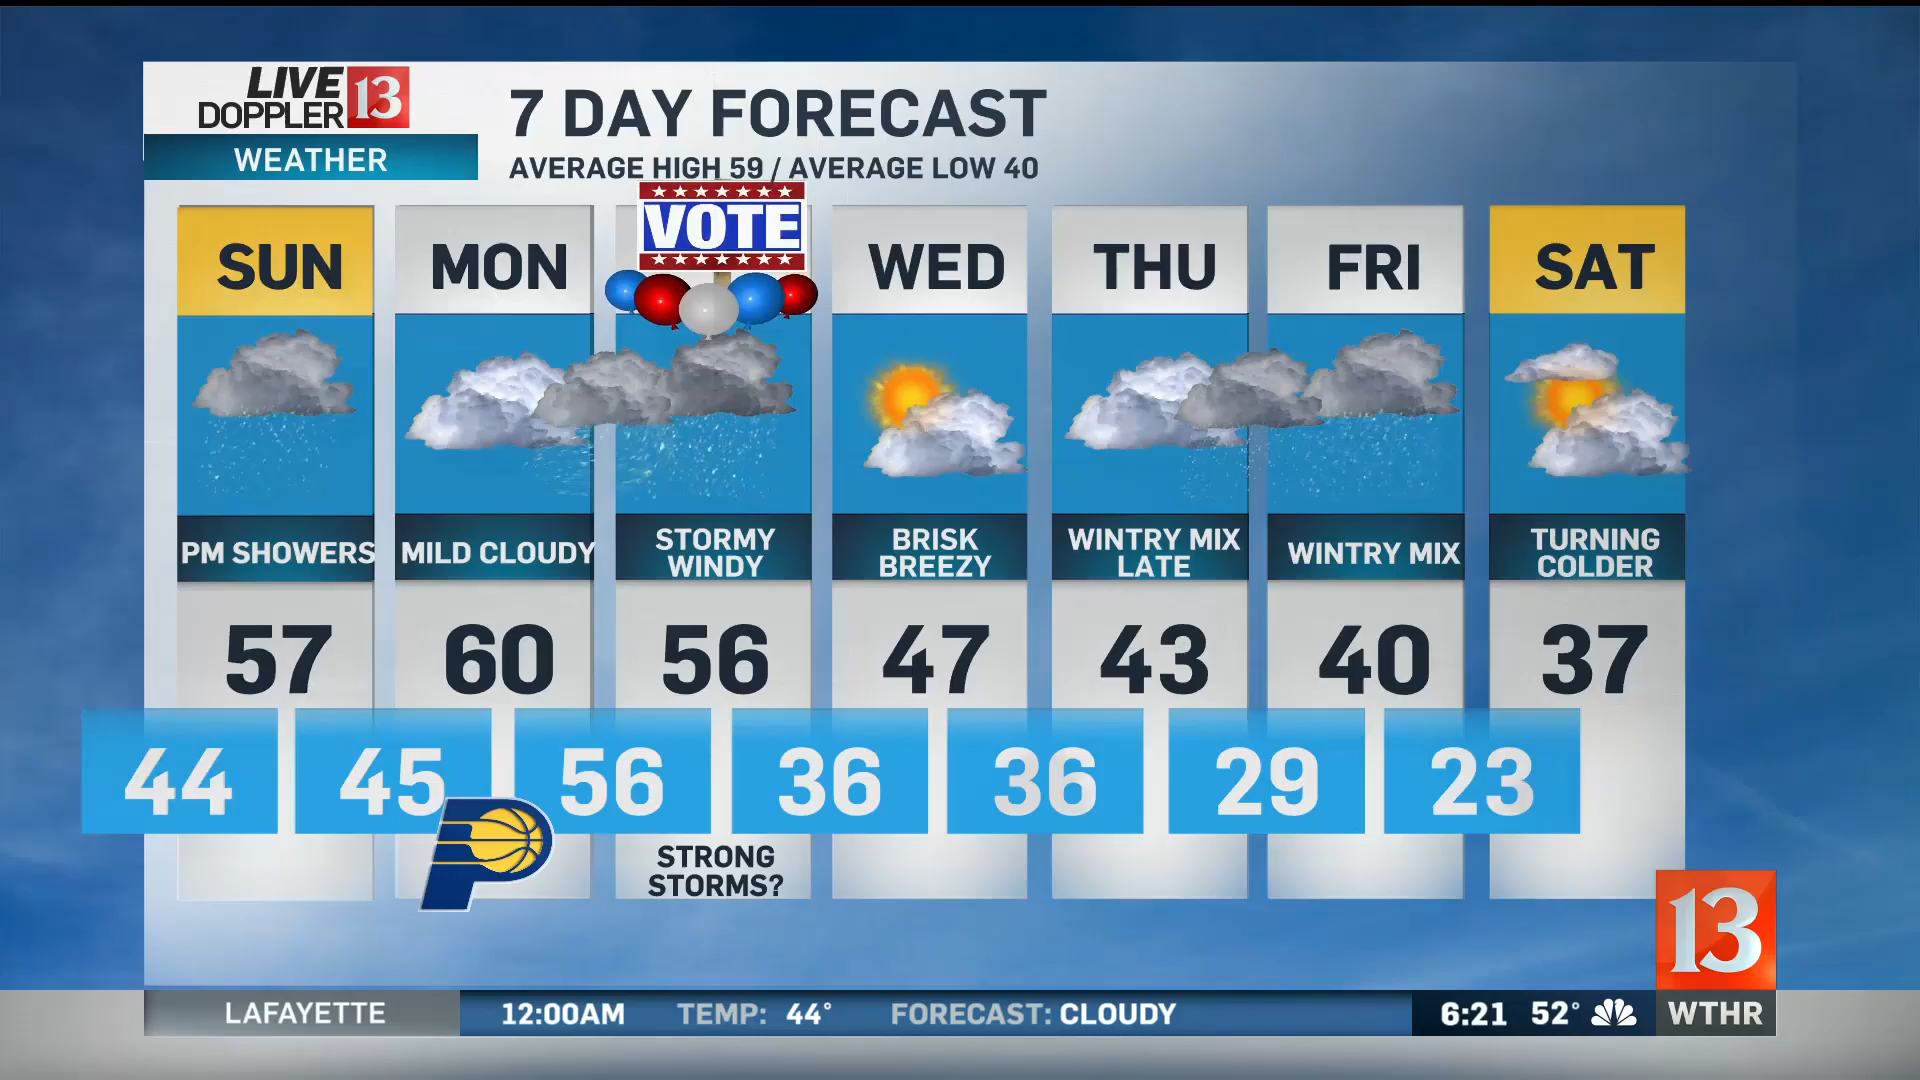 LIVE
DOPPLER 13
WEATHER
7 DAY FORECAST
AVERAGE HIGH 59 / AVERAGE LOW 40
VOTE
SUN MON WED THU FRI SAT
PM SHOWERS
MILD CLOUDY
STORMY
WINDY
BRISK
BREEZY
WINTRY MIX
LATE
WINTRY MIX
TURNING
COLDER
57 60 56 47 43 40 37
44 45 56 36 36 29 23
P
STRONG
STORMS?
13
LAFAYETTE 12:00AM TEMP: 44° FORECAST: CLOUDY 6:21 52° WTHR